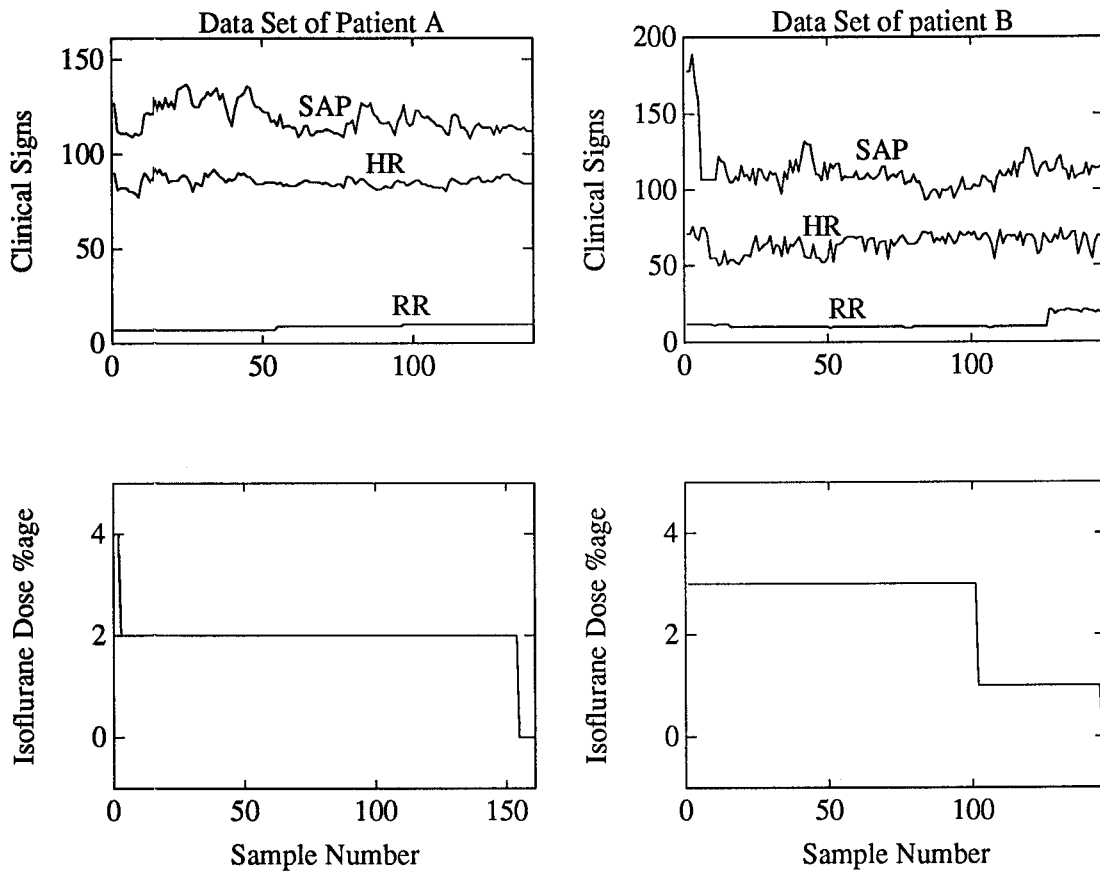 Data Set of Patient A
150
100
50
0
Clinical Signs
SAP
HR
RR
0
50
100
Data Set of patient B
200
150
100
50
0
Clinical Signs
SAP
HR
RR
0
50
100
4
2
0
Isoflurane Dose %age
0
50
100
150
Sample Number
4
2
0
Isoflurane Dose %age
0
50
100
Sample Number